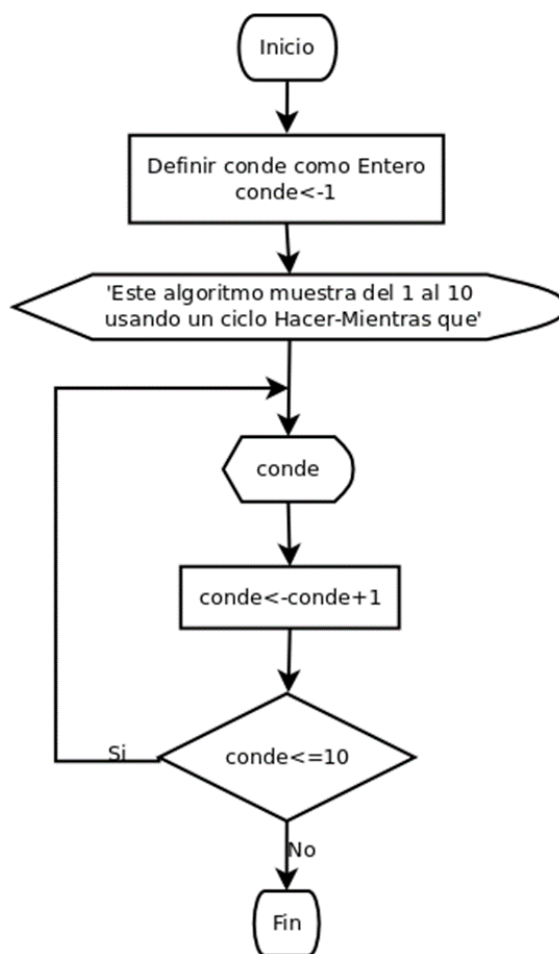 Inicio
Definir conde como Entero
conde<-1
'Este algoritmo muestra del 1 al 10
usando un ciclo Hacer-Mientras que'
conde
conde<-conde+1
conde<=10
Si
No
Fin